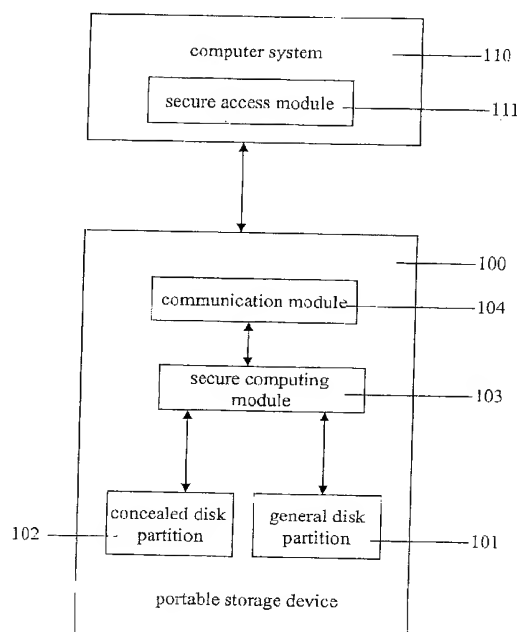 computer system
110
secure access module
111
100
communication module
104
secure computing
module
103
concealed disk
partition
102
general disk
partition
101
portable storage device